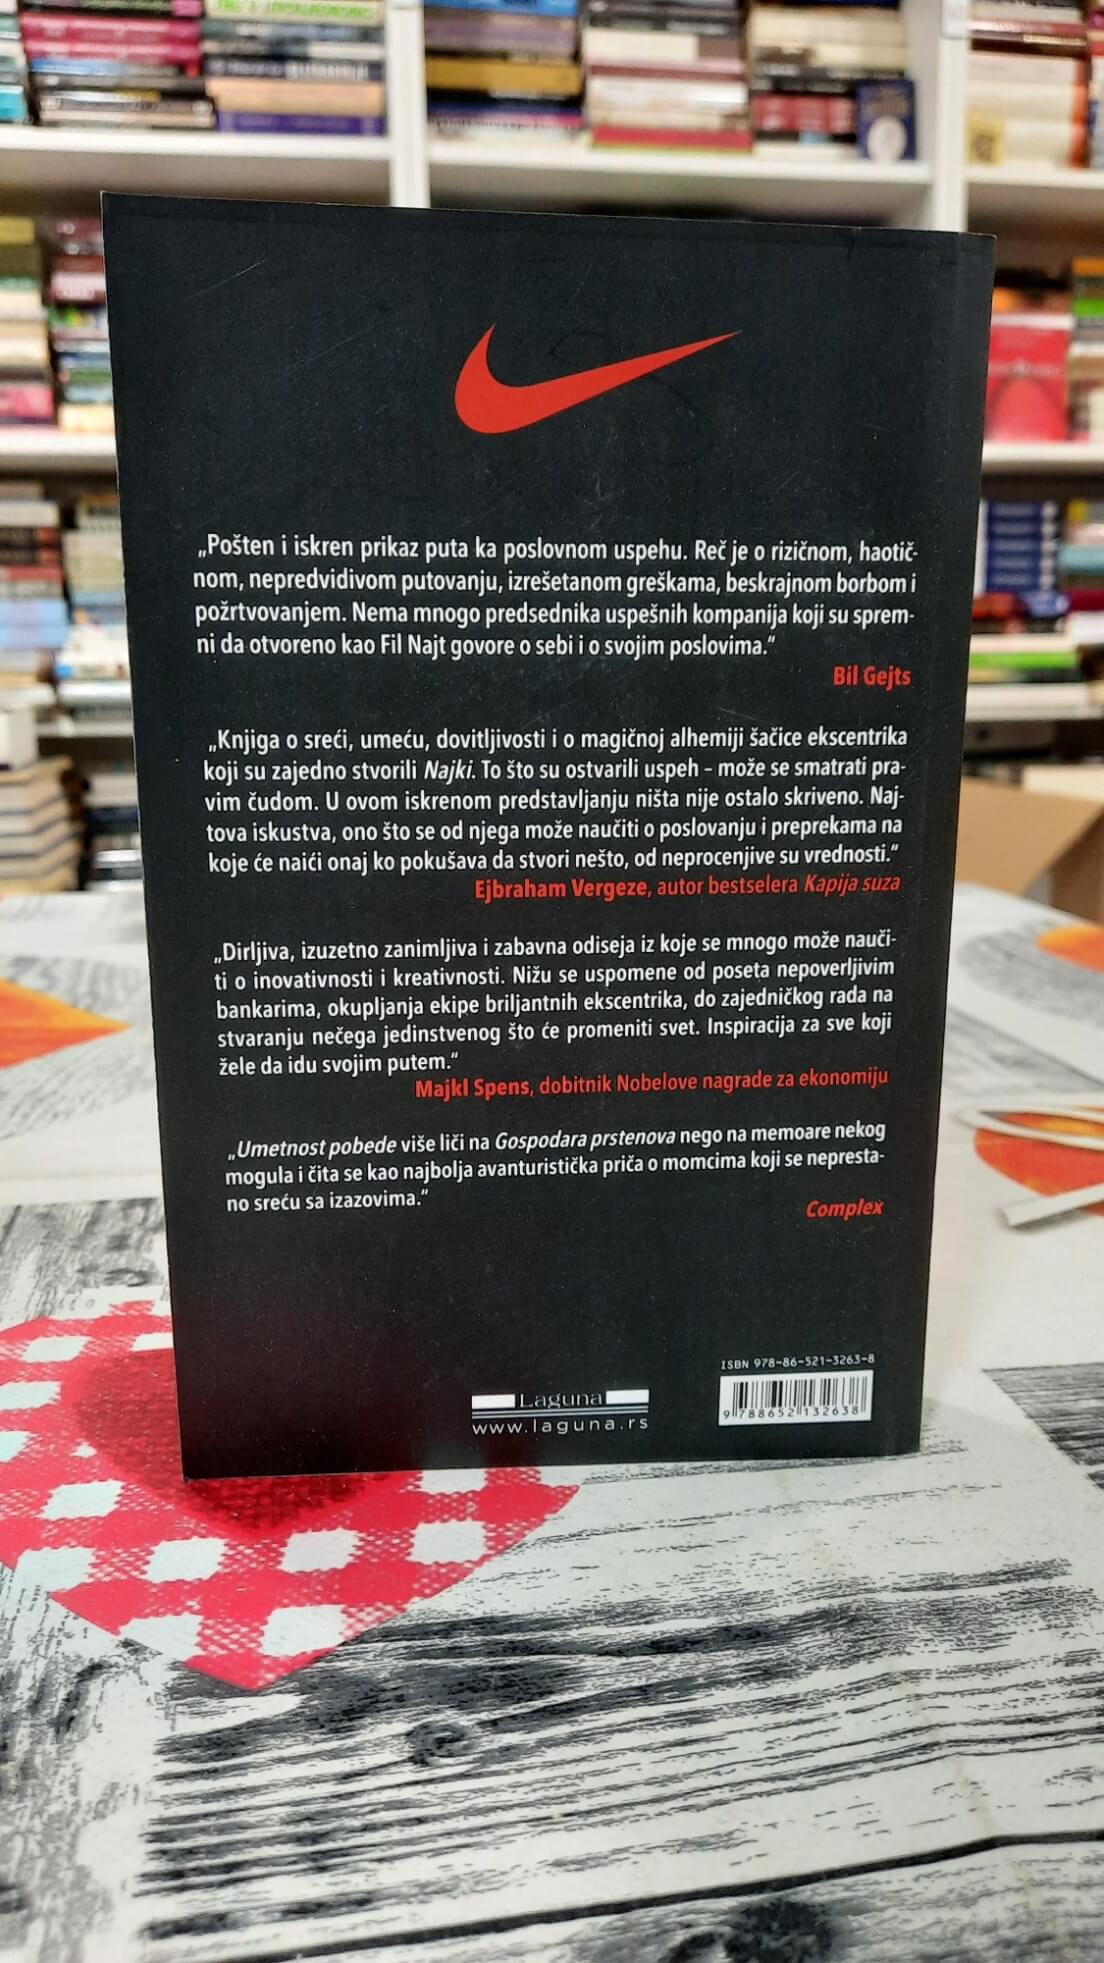 „Pošten i iskren prikaz puta ka poslovnom uspehu. Reč je o rizičnom, haotič-
nom, nepredvidivom putovanju, izrešetanom greškama, beskrajnom borbom i
požrtvovanjem. Nema mnogo predsednika uspešnih kompanija koji su sprem-
ni da otvoreno kao Fil Najt govore o sebi i o svojim poslovima.“
Bil Gejts
„Knjiga o sreći, umeću, dovitljivosti i o magičnoj alhemiji šačice ekscentrika
koji su zajedno stvorili Najki. To što su ostvarili uspeh – može se smatrati pra-
vim čudom. U ovom iskrenom predstavljanju ništa nije ostalo skriveno. Naj-
tova iskustva, ono što se od njega može naučiti o poslovanju i preprekama na
koje će naići onaj ko pokušava da stvori nešto, od neprocenjive su vrednosti.“
Ejbraham Vergeze, autor bestselera Kapija suza
„Dirljiva, izuzetno zanimljiva i zabavna odiseja iz koje se mnogo može nauči-
ti o inovativnosti i kreativnosti. Nižu se uspomene od poseta nepoverljivim
bankarima, okupljanja ekipe briljantnih ekscentrika, do zajedničkog rada na
stvaranju nečega jedinstvenog što će promeniti svet. Inspiracija za sve koji
žele da idu svojim putem.“
Majkl Spens, dobitnik Nobelove nagrade za ekonomiju
„Umetnost pobede više liči na Gospodara prstenova nego na memoare nekog
mogula i čita se kao najbolja avanturistička priča o momcima koji se nepresta-
no sreću sa izazovima.“
Complex
ISBN 978-86-521-3263-8
9 788652 132638
Laguna
www.laguna.rs